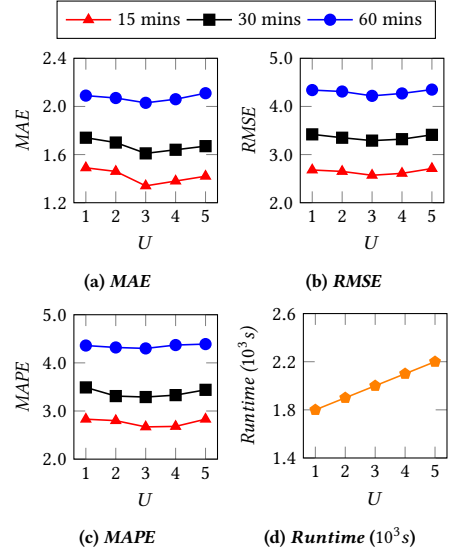 15 mins 30 mins 60 mins
2.4
2.0
1.6
1.2
MAE
1 2 3 4 5
U
(a) MAE
5.0
4.0
3.0
2.0
RMSE
1 2 3 4 5
U
(b) RMSE
5.0
4.0
3.0
2.0
MAPE
1 2 3 4 5
U
(c) MAPE
2.6
2.2
1.8
1.4
Runtime (10³s)
1 2 3 4 5
U
(d) Runtime (10³s)